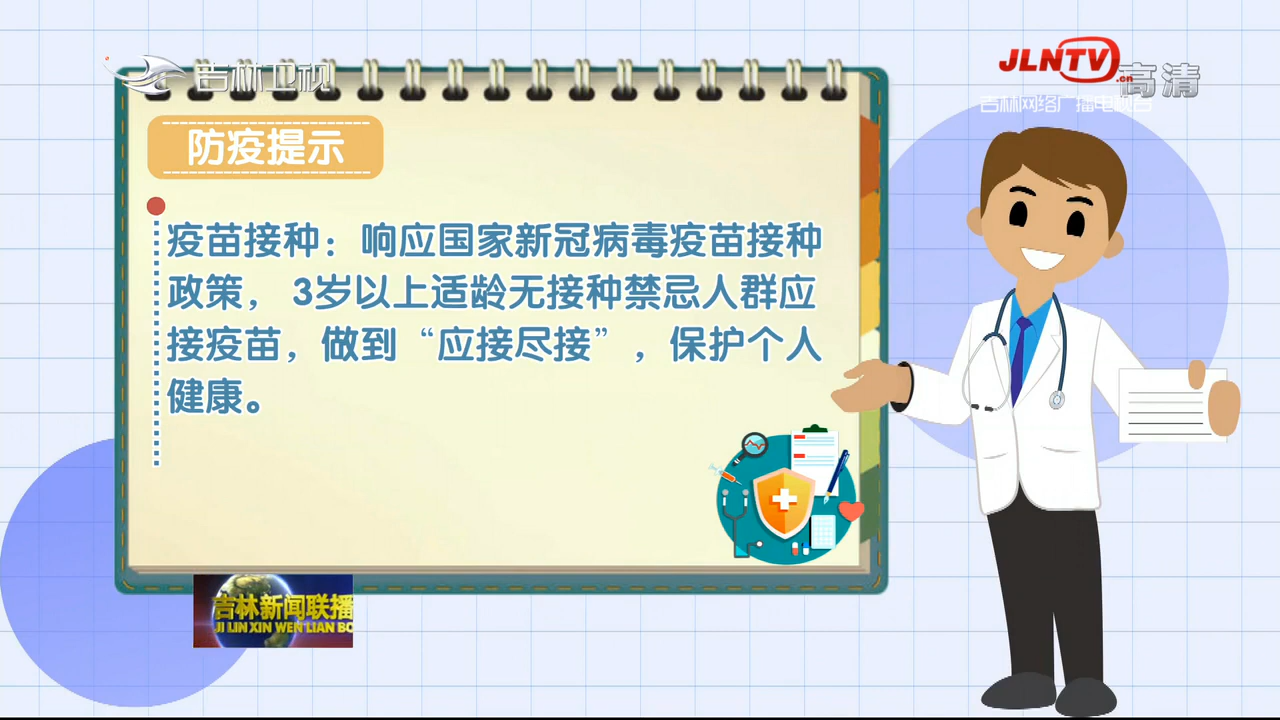 吉林卫视
JLNTV
.cn
高清
吉林网络广播电视台
防疫提示
疫苗接种：响应国家新冠病毒疫苗接种
政策， 3岁以上适龄无接种禁忌人群应
接疫苗，做到“应接尽接”，保护个人
健康。
吉林新闻联播
JI LIN XIN WEN LIAN BO